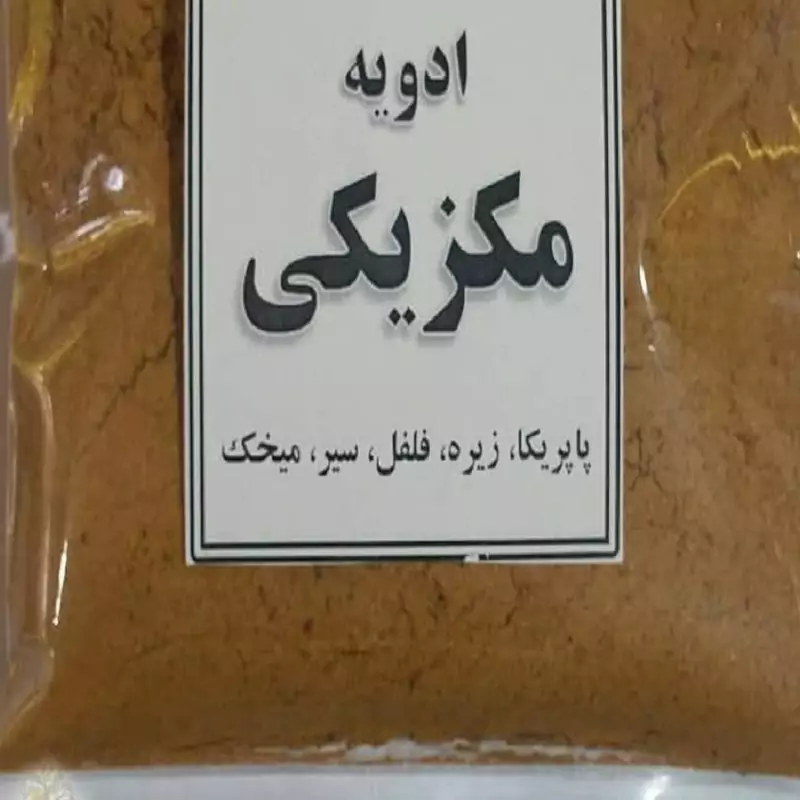 ادویه
مکزیکی
پاپریکا، زیره، فلفل، سیر، میخک